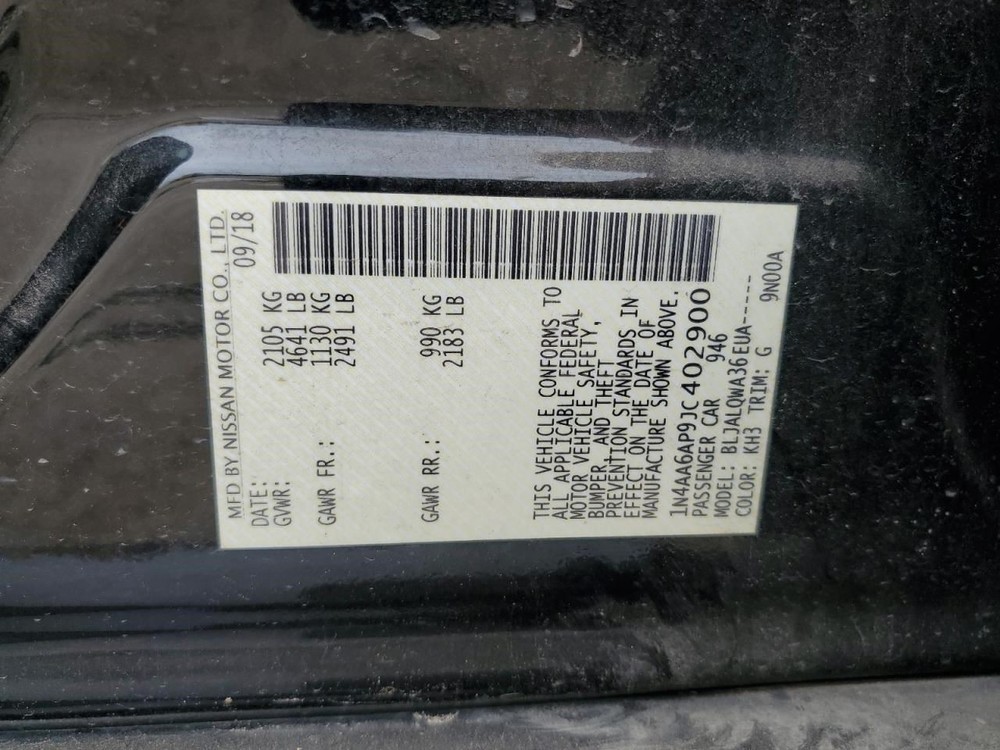 MFD BY NISSAN MOTOR CO., LTD.
DATE: 09/18
GVWR: 2105 KG
4641 LB
GAWR FR.: 1130 KG
2491 LB
GAWR RR.: 990 KG
2183 LB
THIS VEHICLE CONFORMS TO
ALL APPLICABLE FEDERAL
MOTOR VEHICLE SAFETY,
BUMPER, AND THEFT
PREVENTION STANDARDS IN
EFFECT ON THE DATE OF
MANUFACTURE SHOWN ABOVE.
1N4AA6AP9JC402900
PASSENGER CAR 946
MODEL: BLJALQWA36EUA-----
COLOR: KH3 TRIM: G 9N00A